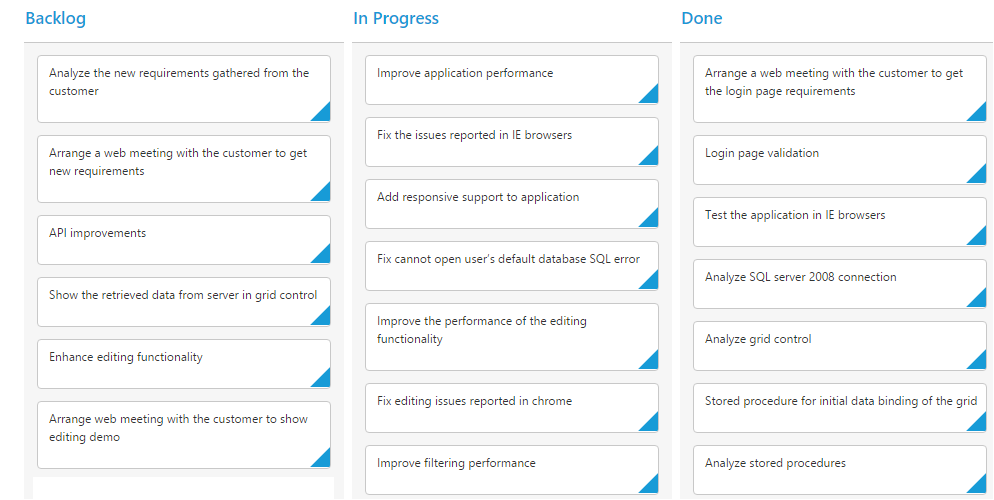 Backlog
Analyze the new requirements gathered from the
customer
Arrange a web meeting with the customer to get
new requirements
API improvements
Show the retrieved data from server in grid control
Enhance editing functionality
Arrange web meeting with the customer to show
editing demo
In Progress
Improve application performance
Fix the issues reported in IE browsers
Add responsive support to application
Fix cannot open user's default database SQL error
Improve the performance of the editing
functionality
Fix editing issues reported in chrome
Improve filtering performance
Done
Arrange a web meeting with the customer to get
the login page requirements
Login page validation
Test the application in IE browsers
Analyze SQL server 2008 connection
Analyze grid control
Stored procedure for initial data binding of the grid
Analyze stored procedures